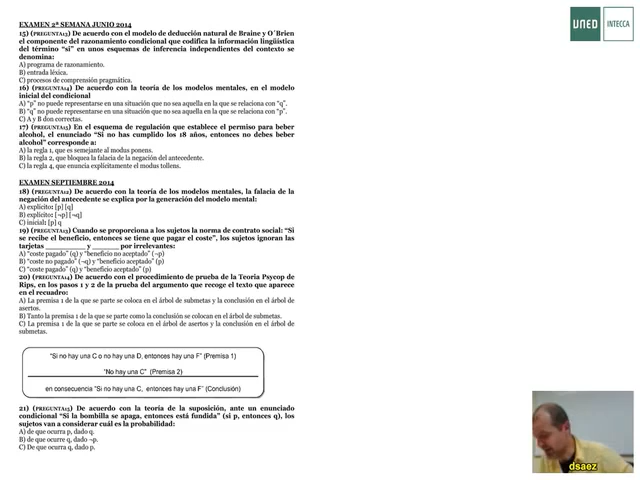 EXAMEN 2ª SEMANA JUNIO 2014
15) (PREGUNTA13) De acuerdo con el modelo de deducción natural de Braine y O´Brien
el componente del razonamiento condicional que codifica la información lingüística
del término "si" en unos esquemas de inferencia independientes del contexto se
denomina:
A) programa de razonamiento.
B) entrada léxica.
C) procesos de comprensión pragmática.
16) (PREGUNTA14) De acuerdo con la teoría de los modelos mentales, en el modelo
inicial del condicional
A) "p" no puede representarse en una situación que no sea aquella en la que se relaciona con "q".
B) "q" no puede representarse en una situación que no sea aquella en la que se relaciona con "p".
C) A y B don correctas.
17) (PREGUNTA15) En el esquema de regulación que establece el permiso para beber
alcohol, el enunciado "Si no has cumplido los 18 años, entonces no debes beber
alcohol" corresponde a:
A) la regla 1, que es semejante al modus ponens.
B) la regla 2, que bloquea la falacia de la negación del antecedente.
C) la regla 4, que enuncia explícitamente el modus tollens.
EXAMEN SEPTIEMBRE 2014
18) (PREGUNTA12) De acuerdo con la teoría de los modelos mentales, la falacia de la
negación del antecedente se explica por la generación del modelo mental:
A) explícito: [p] [q]
B) explícito: [¬p] [¬q]
C) inicial: [p] q
19) (PREGUNTA13) Cuando se proporciona a los sujetos la norma de contrato social: "Si
se recibe el beneficio, entonces se tiene que pagar el coste", los sujetos ignoran las
tarjetas _________ y ______ por irrelevantes:
A) "coste pagado" (q) y "beneficio no aceptado" (¬p)
B) "coste no pagado" (¬q) y "beneficio aceptado" (p)
C) "coste pagado" (q) y "beneficio aceptado" (p)
20) (PREGUNTA14) De acuerdo con el procedimiento de prueba de la Teoría Psycop de
Rips, en los pasos 1 y 2 de la prueba del argumento que recoge el texto que aparece
en el recuadro:
A) La premisa 1 de la que se parte se coloca en el árbol de submetas y la conclusión en el árbol de
asertos.
B) Tanto la premisa 1 de la que se parte como la conclusión se colocan en el árbol de submetas.
C) La premisa 1 de la que se parte se coloca en el árbol de asertos y la conclusión en el árbol de
submetas.
"Si no hay una C o no hay una D, entonces hay una F" (Premisa 1)
"No hay una C" (Premisa 2)
en consecuencia "Si no hay una C, entonces hay una F" (Conclusión)
21) (PREGUNTA15) De acuerdo con la teoría de la suposición, ante un enunciado
condicional "Si la bombilla se apaga, entonces está fundida" (si p, entonces q), los
sujetos van a considerar cuál es la probabilidad:
A) de que ocurra p, dado q.
B) de que ocurre q, dado ¬p.
C) De que ocurra q, dado p.
UNED INTECCA
dsaez